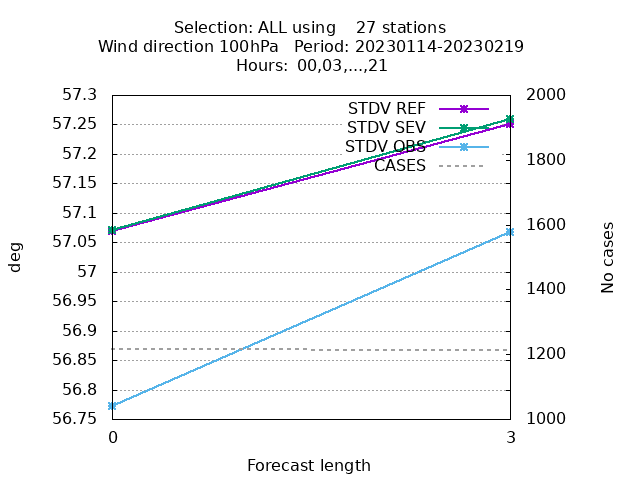 Selection: ALL using    27 stations
Wind direction 100hPa   Period: 20230114-20230219
Hours:  00,03,...,21
57.3
57.25
57.2
57.15
57.1
57.05
57
56.95
56.9
56.85
56.8
56.75
deg
STDV REF
STDV SEV
STDV OBS
CASES
2000
1800
1600
1400
1200
1000
No cases
0
3
Forecast length